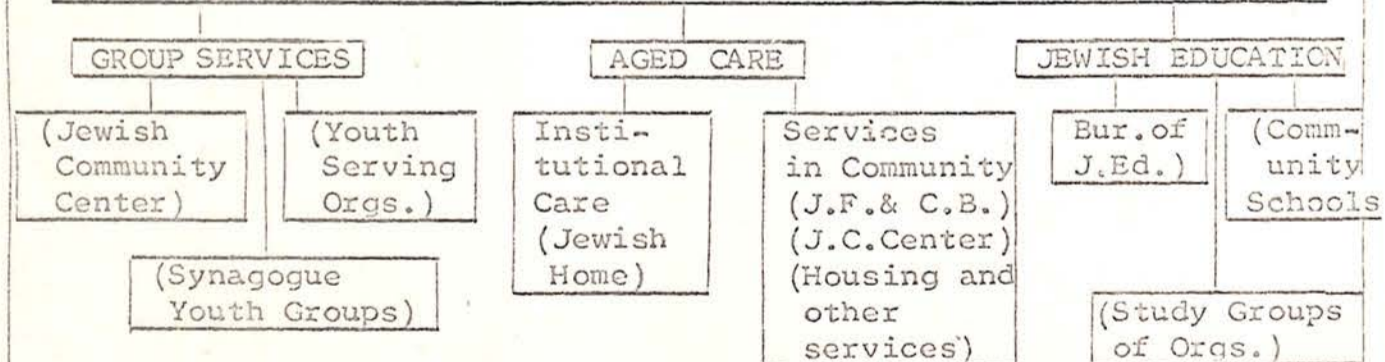 GROUP SERVICES
AGED CARE
JEWISH EDUCATION
(Jewish
Community
Center)
(Youth
Serving
Orgs.)
(Synagogue
Youth Groups)
Insti-
tutional
Care
(Jewish
Home)
Services
in Community
(J.F.& C.B.)
(J.C.Center)
(Housing and
other
services)
Bur.of
J.Ed.)
(Comm-
unity
Schools
(Study Groups
of Orgs.)